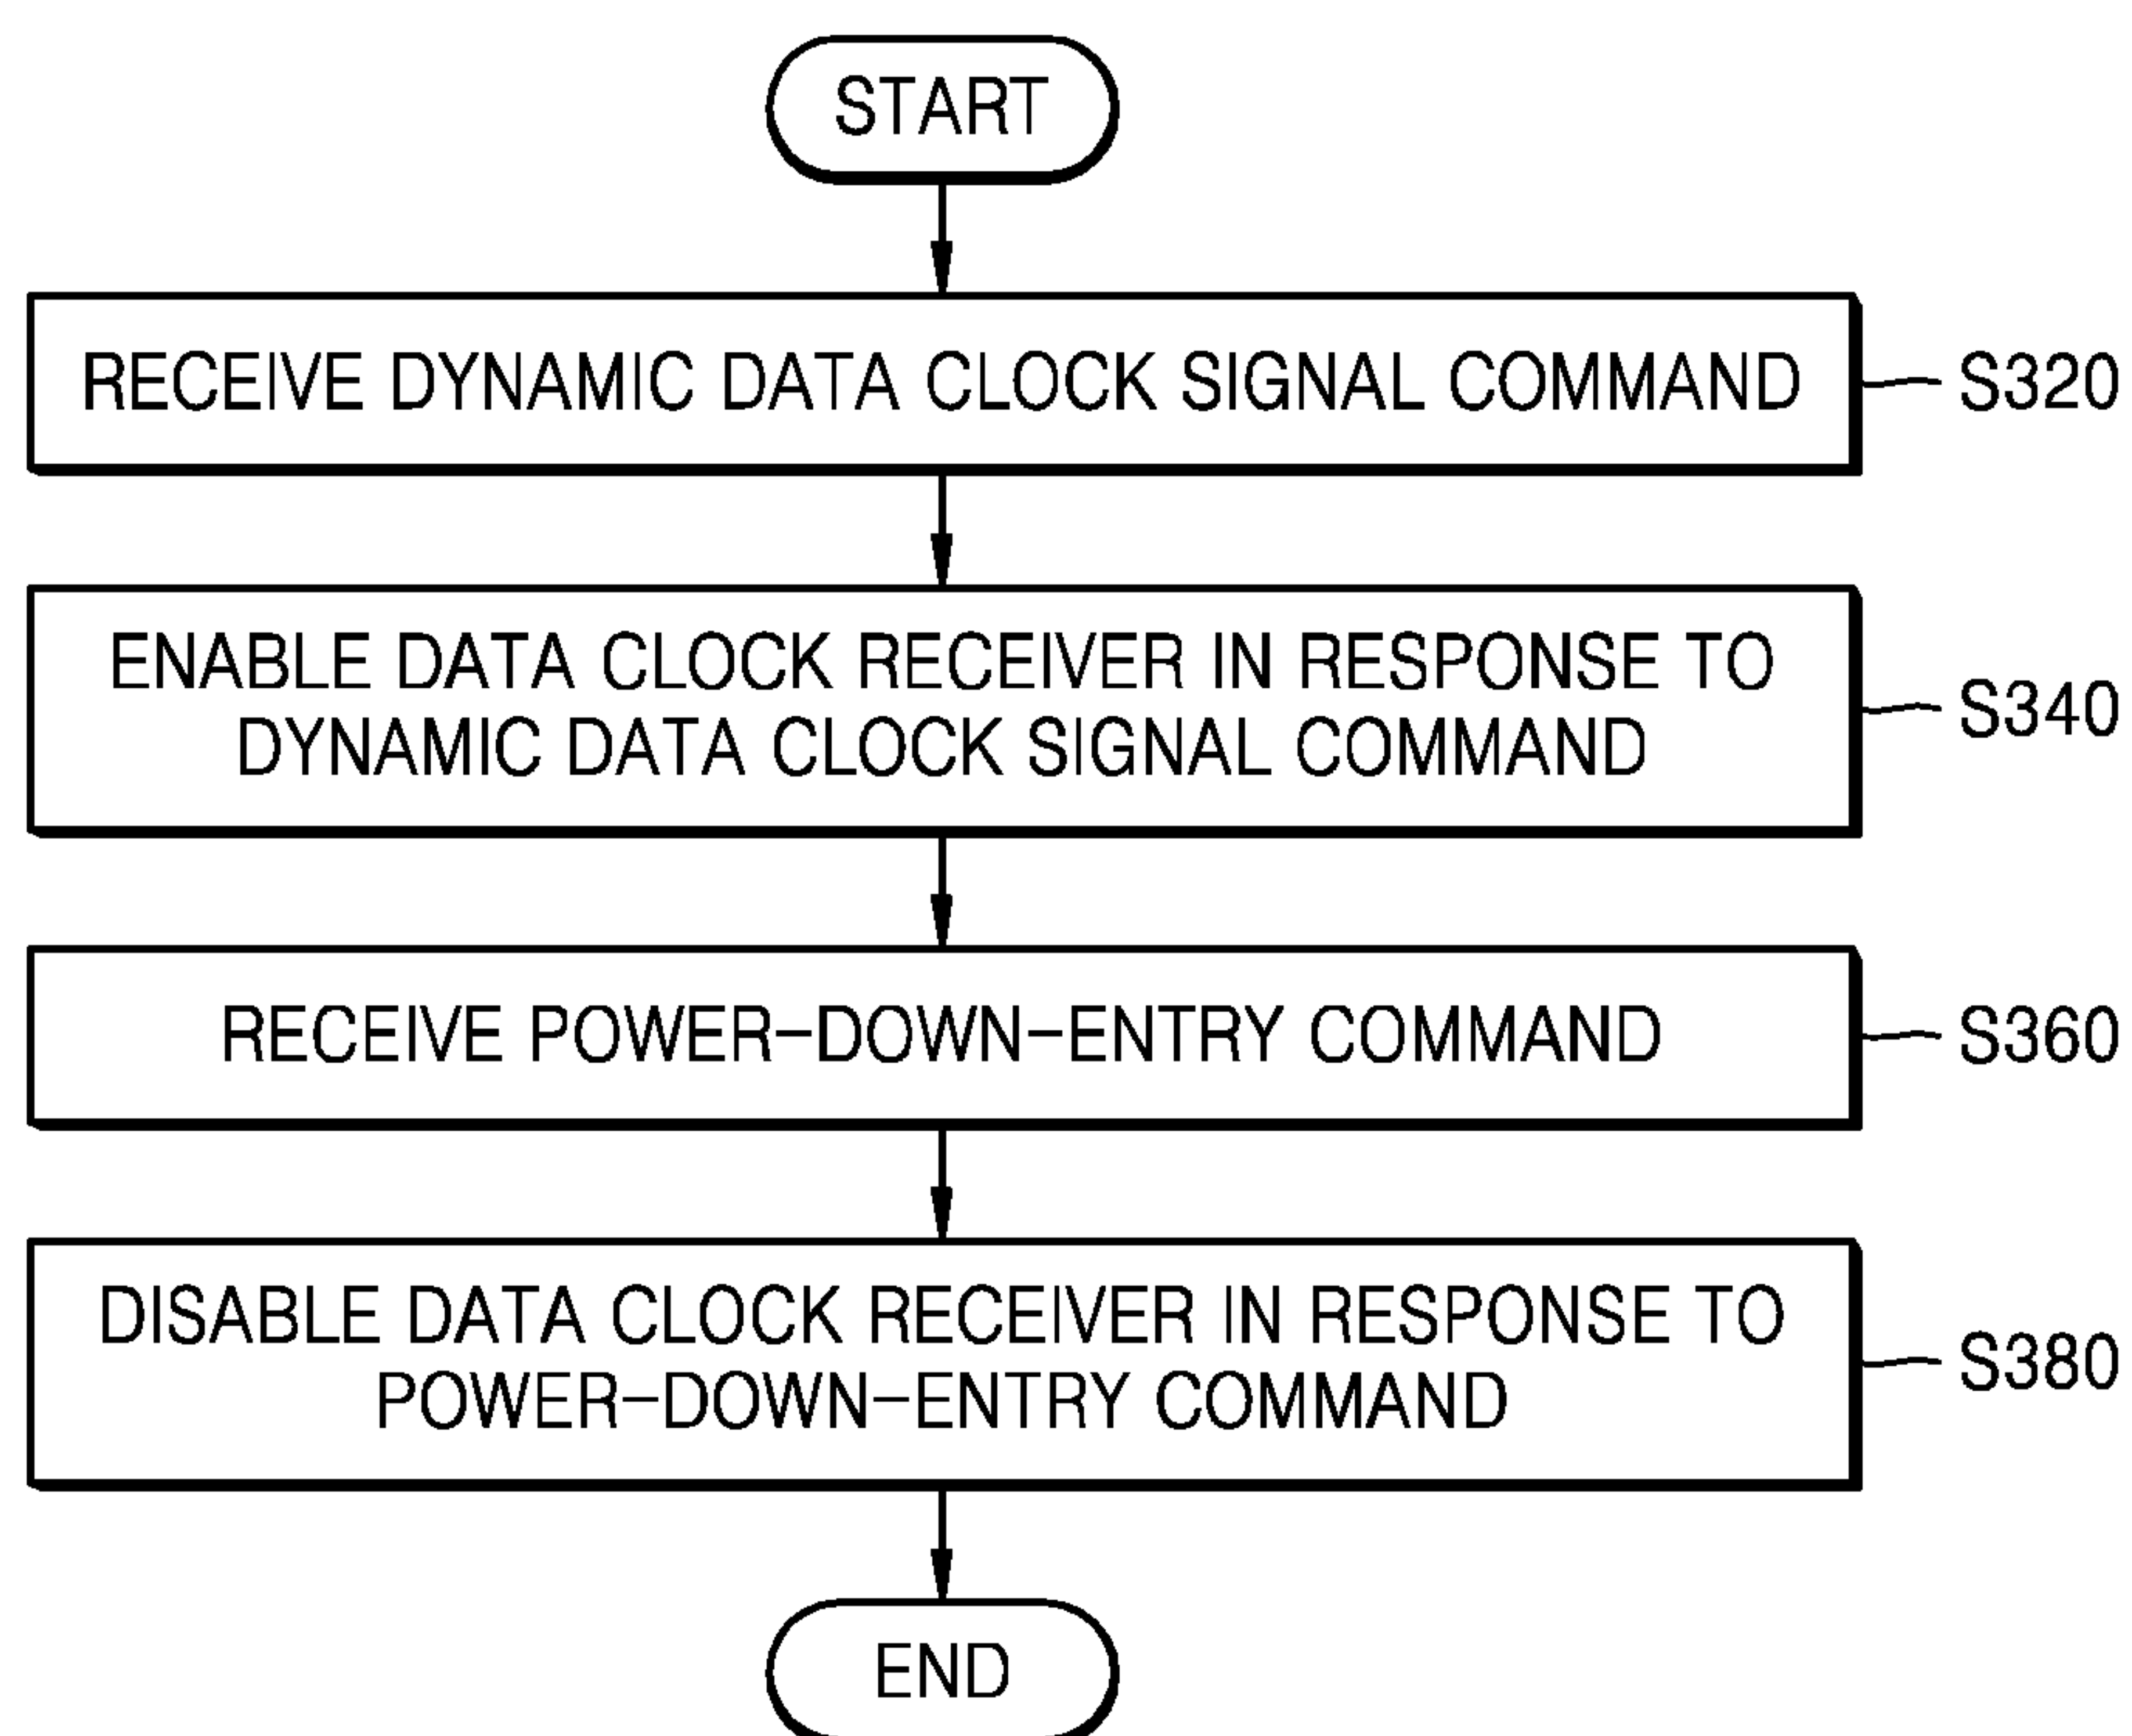 START
RECEIVE DYNAMIC DATA CLOCK SIGNAL COMMAND
S320
ENABLE DATA CLOCK RECEIVER IN RESPONSE TO
DYNAMIC DATA CLOCK SIGNAL COMMAND
S340
RECEIVE POWER-DOWN-ENTRY COMMAND
S360
DISABLE DATA CLOCK RECEIVER IN RESPONSE TO
POWER-DOWN-ENTRY COMMAND
S380
END